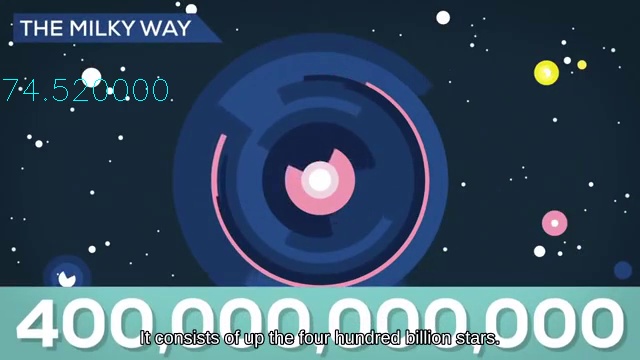 THE MILKY WAY
74.520000
400,000,000,000
It consists of up the four hundred billion stars.